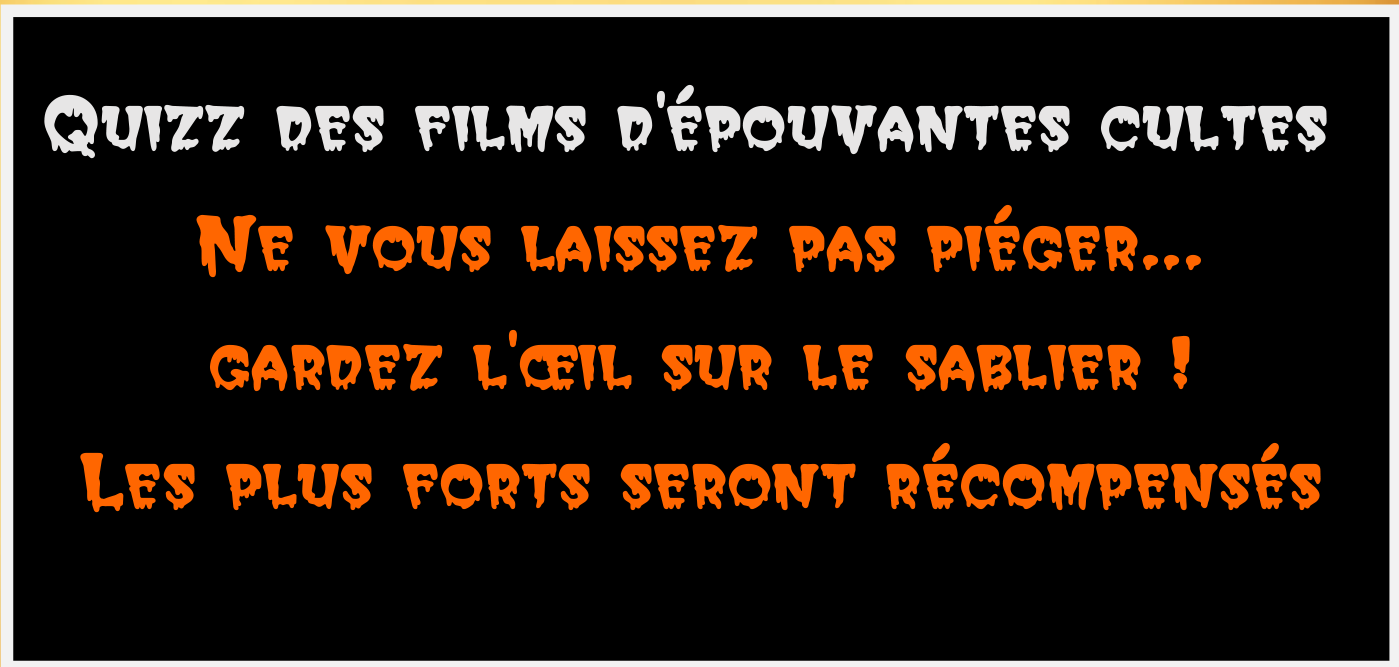 Quizz des films d'épouvantes cultes
Ne vous laissez pas piéger...
gardez l'œil sur le sablier !
Les plus forts seront récompensés